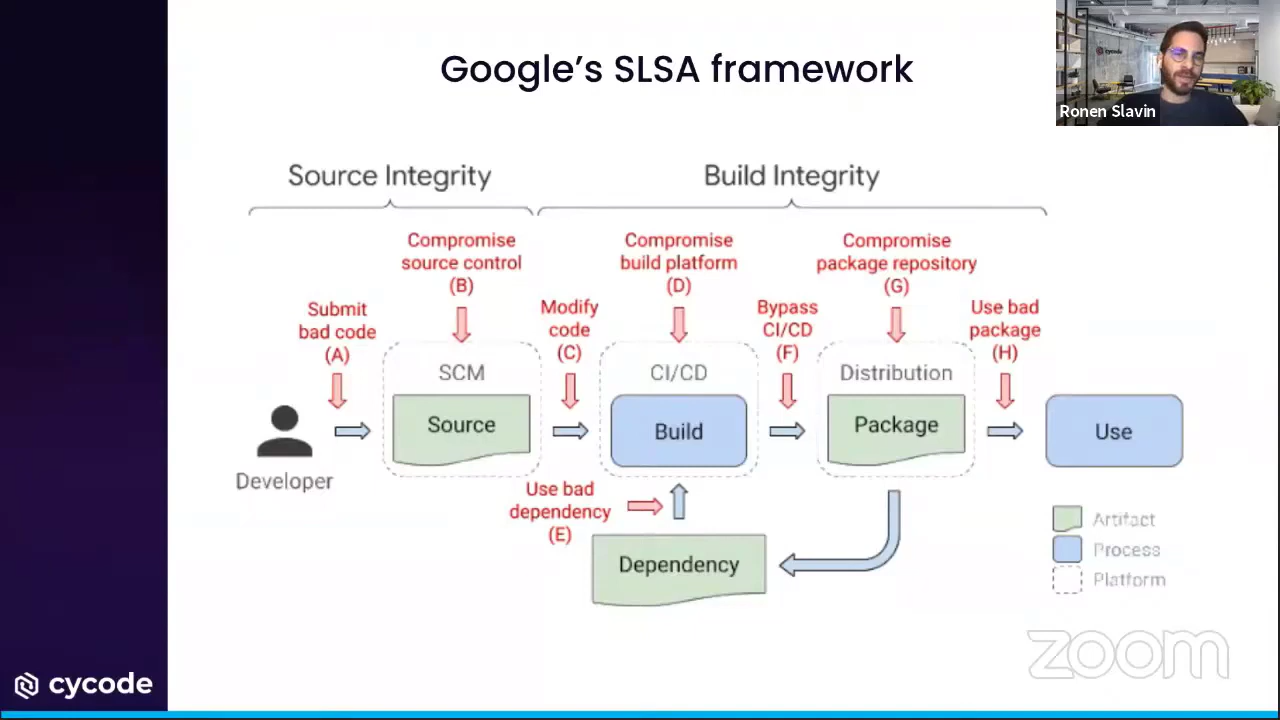 Google's SLSA framework
Ronen Slavin
cycode
Source Integrity
Build Integrity
Compromise
source control
(B)
Compromise
build platform
(D)
Compromise
package repository
(G)
Submit
bad code
(A)
Modify
code
(C)
Bypass
CI/CD
(F)
Use bad
package
(H)
SCM
CI/CD
Distribution
Source
Build
Package
Use
Developer
Use bad
dependency
(E)
Dependency
Artifact
Process
Platform
zoom
cycode